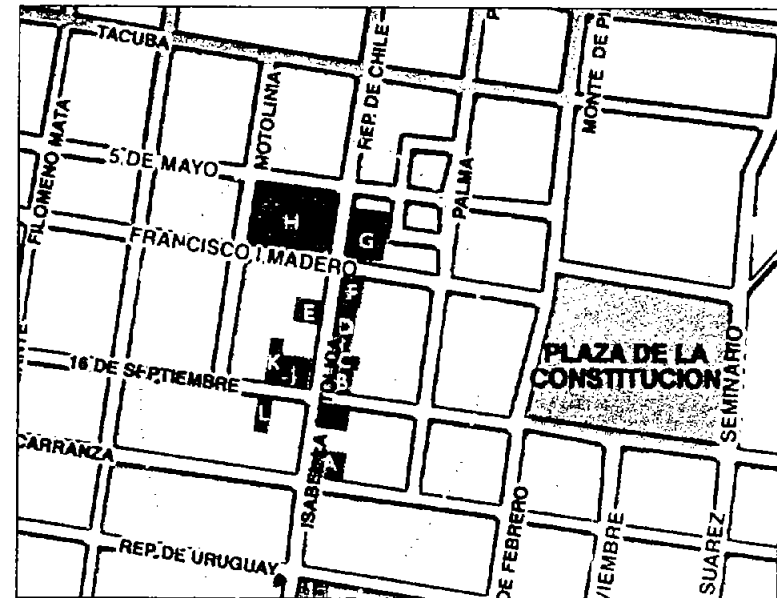 TACUBA
MOTOLINIA
REP. DE CHILE
MONTE DE PI
FILOMENO MATA
5 DE MAYO
PALMA
H
G
FRANCISCO I. MADERO
E
D
PLAZA DE LA
CONSTITUCION
SEMINARIO
K
J
B
16 DE SEPTIEMBRE
L
A
CARRANZA
ISABEL LA CATOLICA
DE FEBRERO
VIEMBRE
SUAREZ
REP. DE URUGUAY